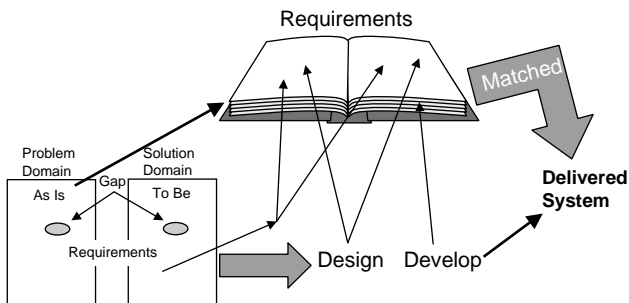 Requirements
Matched
Problem
Domain
Solution
Domain
As Is
Gap
To Be
Delivered
System
Requirements
Design
Develop